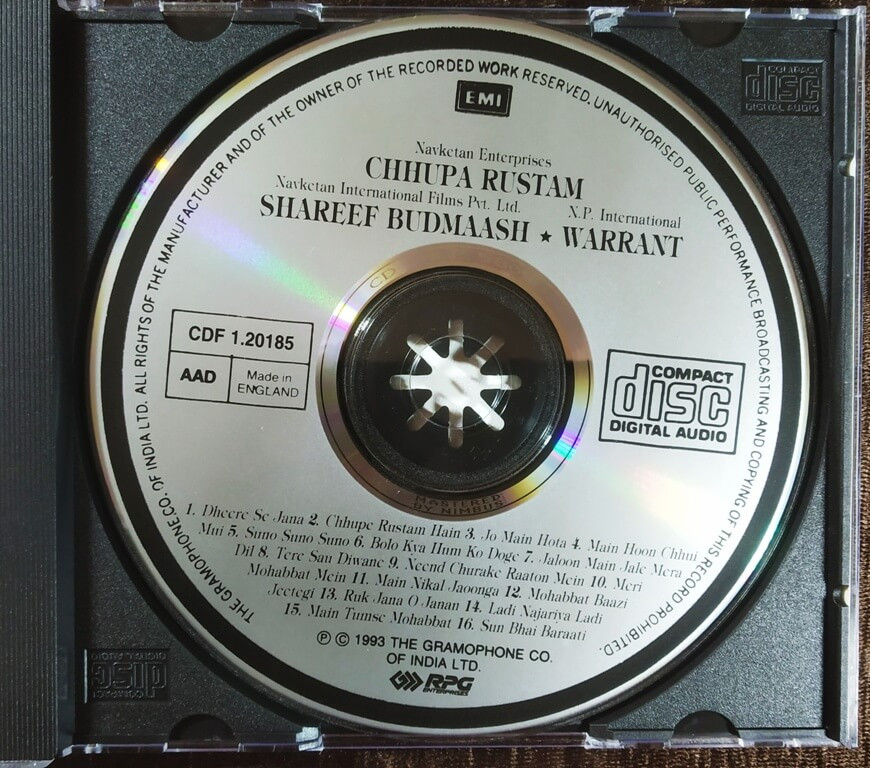 COMPACT
disc
DIGITAL AUDIO
THE GRAMOPHONE CO. OF INDIA LTD. ALL RIGHTS OF THE MANUFACTURER AND OF THE OWNER OF THE RECORDED WORK RESERVED. UNAUTHORISED PUBLIC PERFORMANCE BROADCASTING AND COPYING OF THIS RECORD PROHIBITED.
EMI
Navketan Enterprises
CHHUPA RUSTAM
Navketan International Films Pvt. Ltd. N.P. International
SHAREEF BUDMAASH ★ WARRANT
CD
CDF 1.20185
AAD
Made in
ENGLAND
COMPACT
disc
DIGITAL AUDIO
MASTERED
BY NIMBUS
1. Dheere Se Jana 2. Chhupe Rustam Hain 3. Jo Main Hota 4. Main Hoon Chhui
Mui 5. Suno Suno Suno 6. Bolo Kya Hum Ko Doge 7. Jaloon Main Jale Mera
Dil 8. Tere Sau Diwane 9. Neend Churake Raaton Mein 10. Meri
Mohabbat Mein 11. Main Nikal Jaoonga 12. Mohabbat Baazi
Jeetegi 13. Ruk Jana O Janan 14. Ladi Najariya Ladi
15. Main Tumse Mohabbat 16. Sun Bhai Baraati
Ⓟ © 1993 THE GRAMOPHONE CO.
OF INDIA LTD.
RPG
ENTERPRISES
COMPACT
disc
DIGITAL AUDIO